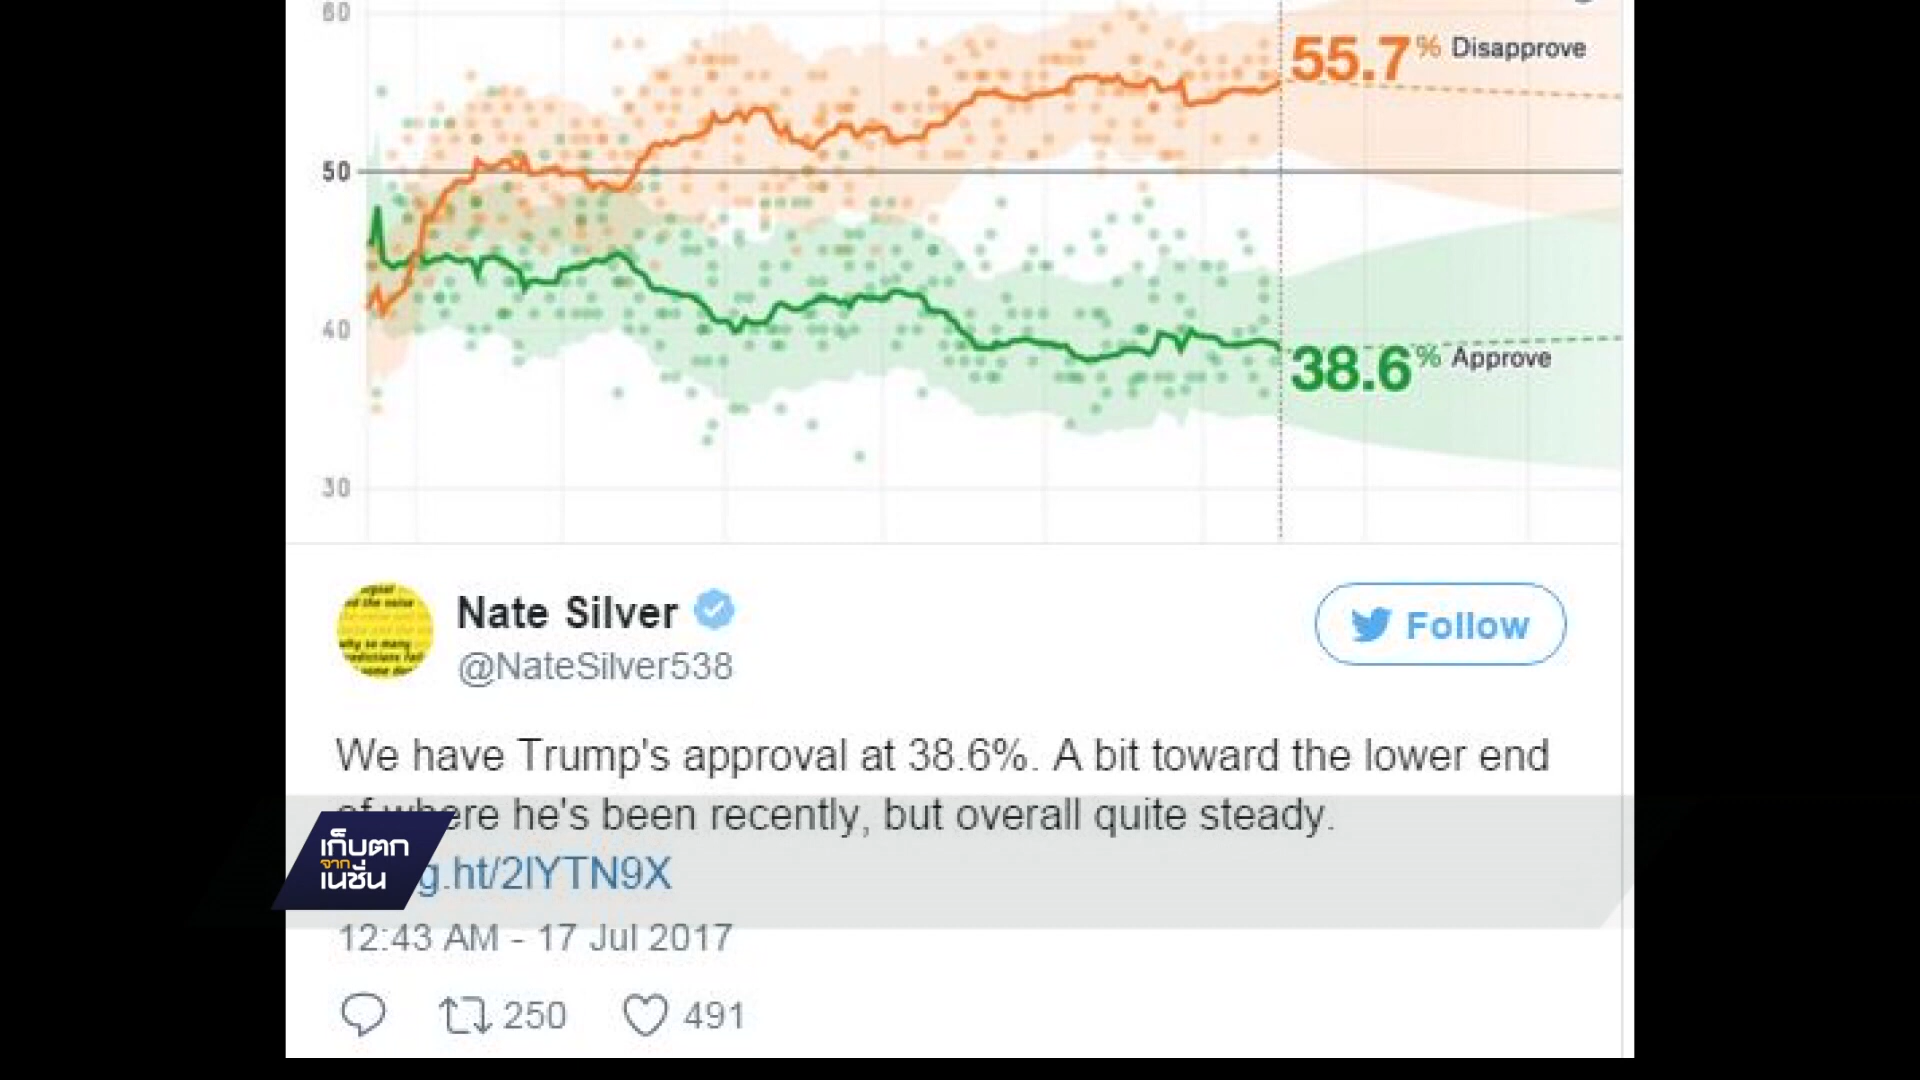 60
55.7% Disapprove
50
40
38.6% Approve
30
Nate Silver
@NateSilver538
Follow
We have Trump's approval at 38.6%. A bit toward the lower end
of where he's been recently, but overall quite steady.
g.ht/2lYTN9X
เก็บตก
จาก
เนชั่น
12:43 AM - 17 Jul 2017
250 491